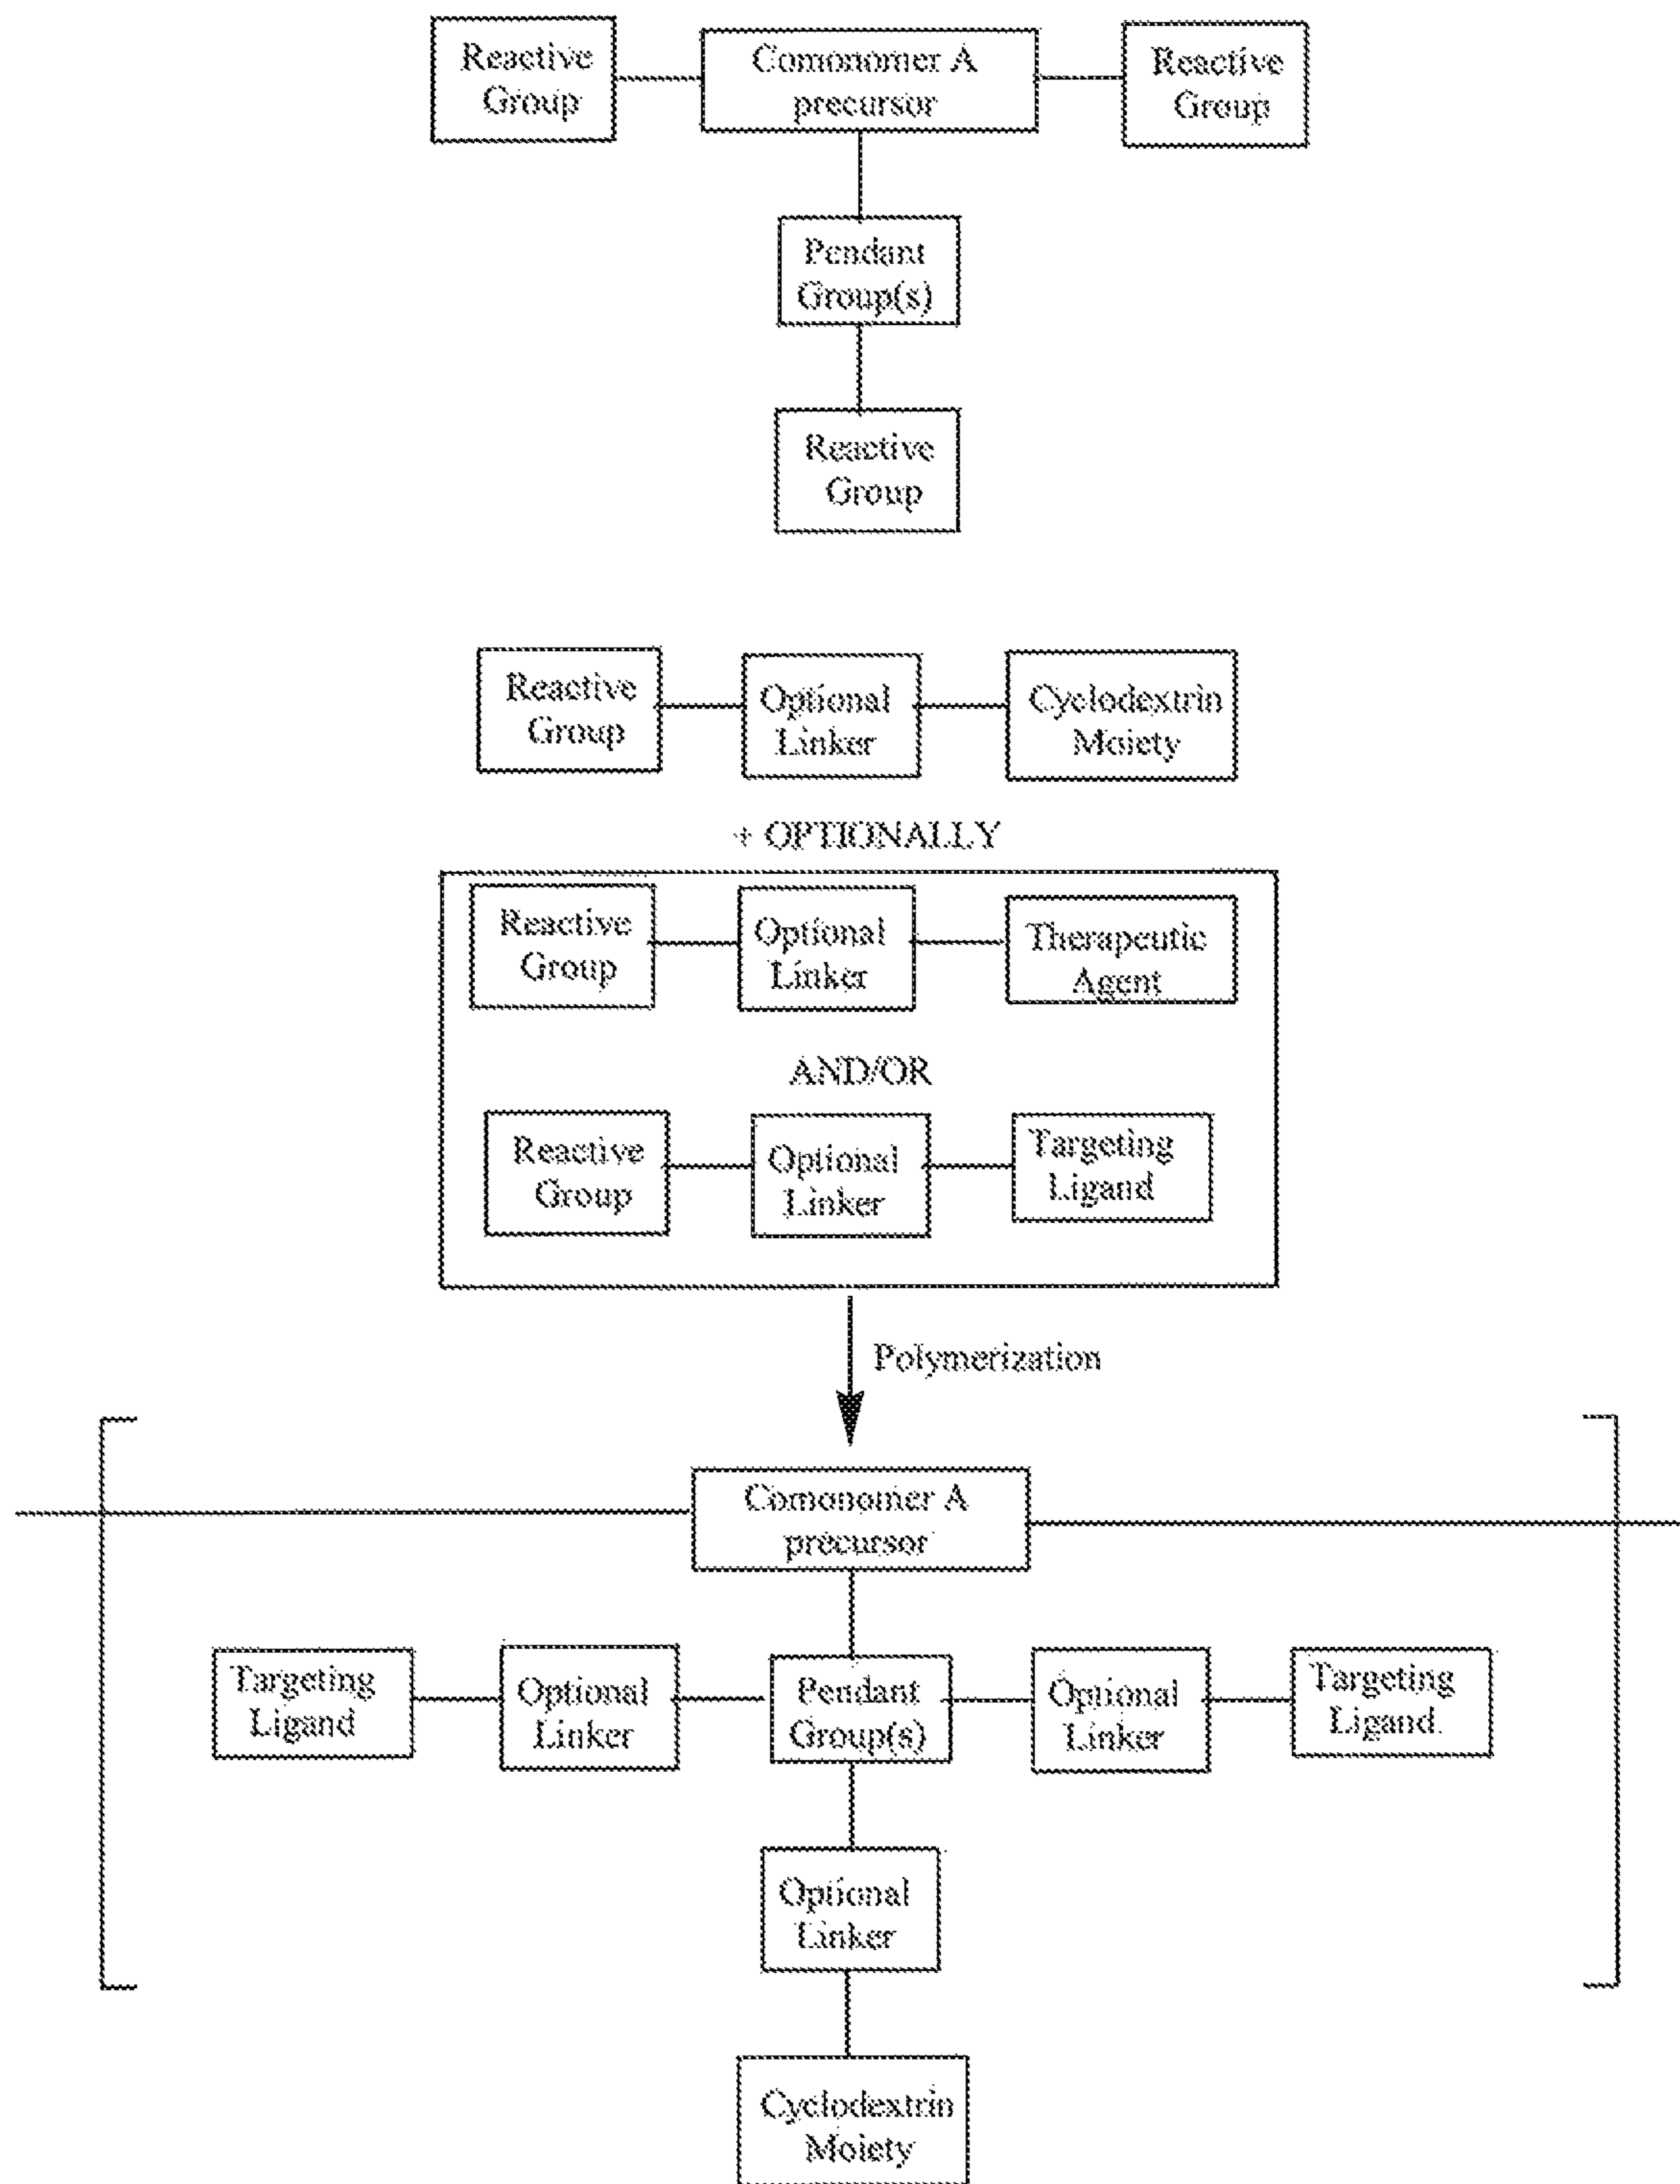 Reactive
Group
Comonomer A
precursor
Reactive
Group
Pendant
Group(s)
Reactive
Group
Reactive
Group
Optional
Linker
Cyclodextrin
Moiety
+ OPTIONALLY
Reactive
Group
Optional
Linker
Therapeutic
Agent
AND/OR
Reactive
Group
Optional
Linker
Targeting
Ligand
Polymerization
Comonomer A
precursor
Targeting
Ligand
Optional
Linker
Pendant
Group(s)
Optional
Linker
Targeting
Ligand
Optional
Linker
Cyclodextrin
Moiety